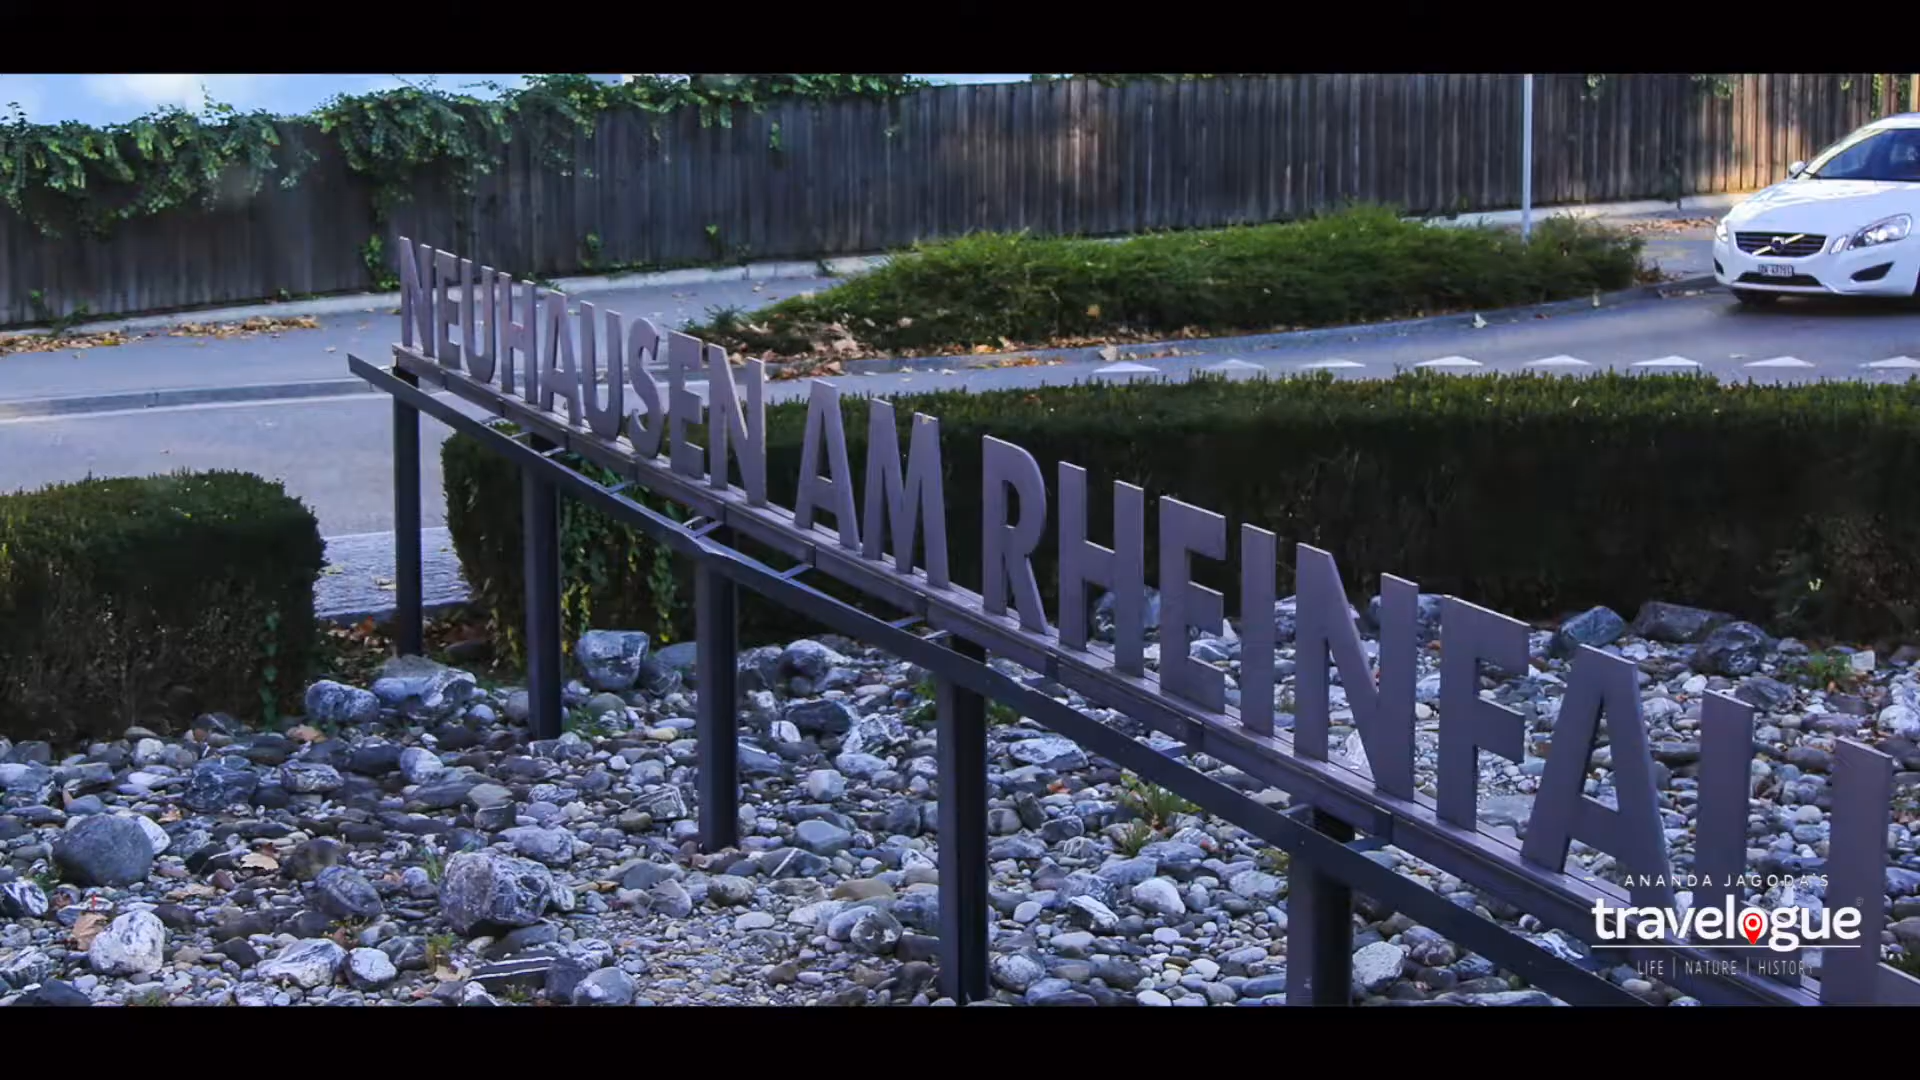 NEUHAUSEN AM RHEINFALL
ANANDA JAGODA'S
travelogue
LIFE | NATURE | HISTORY